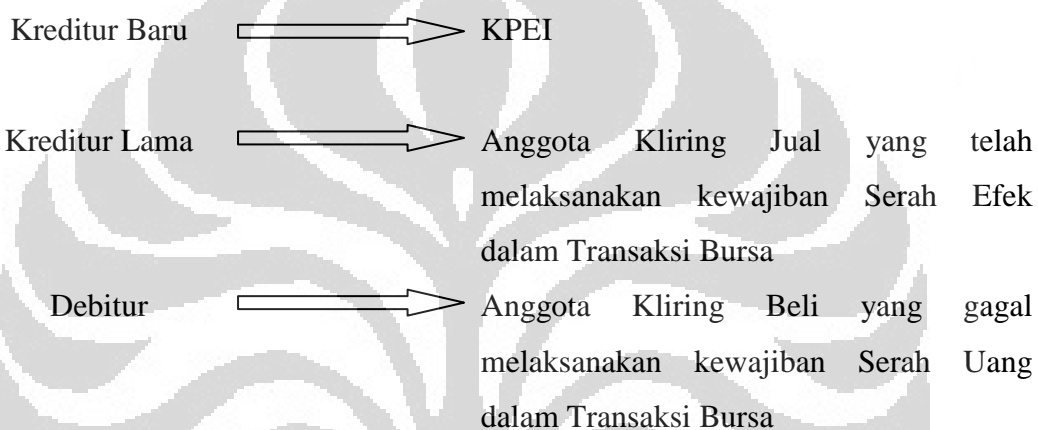 Kreditur Baru KPEI
Kreditur Lama Anggota Kliring Jual yang telah
melaksanakan kewajiban Serah Efek
dalam Transaksi Bursa
Debitur Anggota Kliring Beli yang gagal
melaksanakan kewajiban Serah Uang
dalam Transaksi Bursa